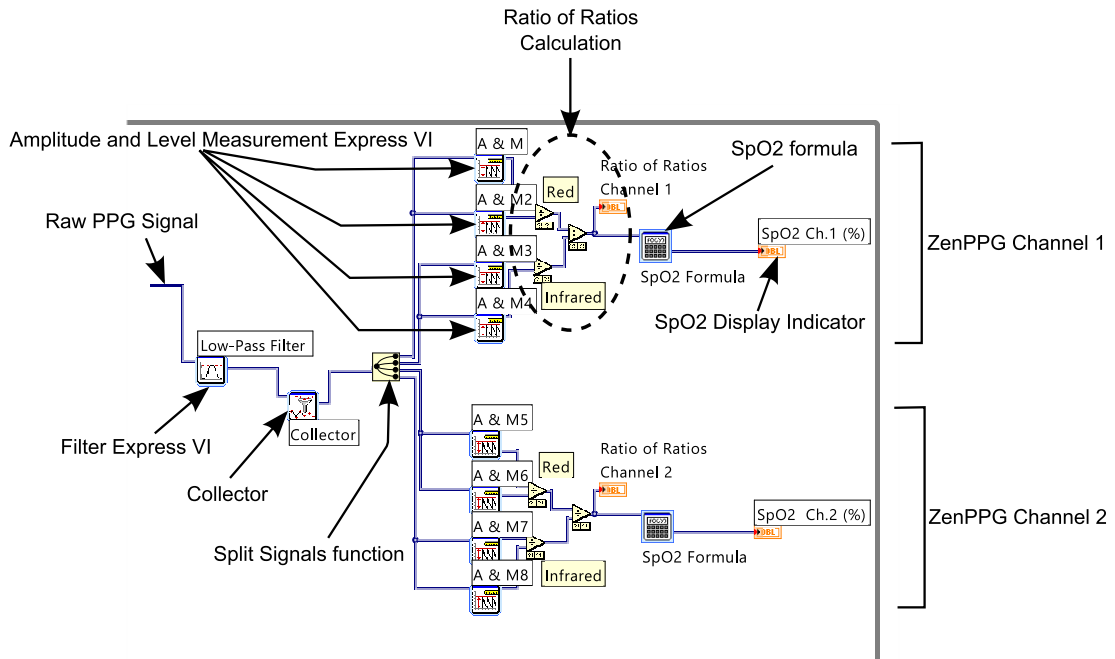 Ratio of Ratios
Calculation
Amplitude and Level Measurement Express VI
A & M
SpO2 formula
Ratio of Ratios
Channel 1
Red
A & M2
Raw PPG Signal
SpO2 Ch.1 (%)
ZenPPG Channel 1
A & M3
SpO2 Formula
Infrared
A & M4
SpO2 Display Indicator
Low-Pass Filter
Collector
Filter Express VI
Collector
Split Signals function
A & M5
Ratio of Ratios
Channel 2
Red
A & M6
SpO2 Ch.2 (%)
ZenPPG Channel 2
A & M7
SpO2 Formula
A & M8
Infrared